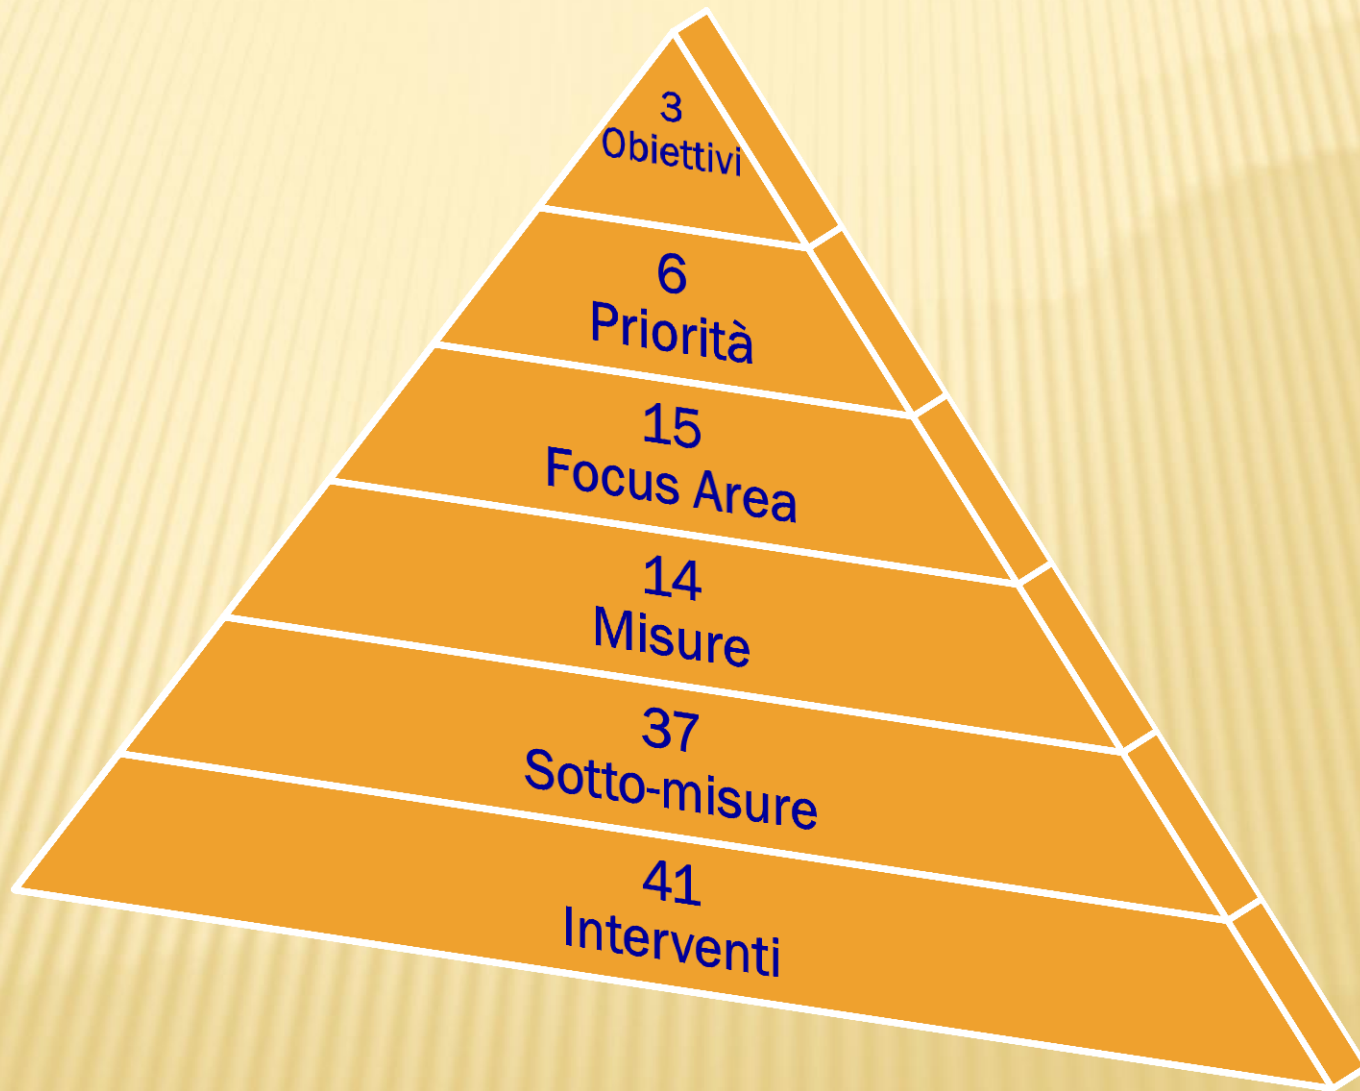 3
Obiettivi
6
Priorità
15
Focus Area
14
Misure
37
Sotto-misure
41
Interventi